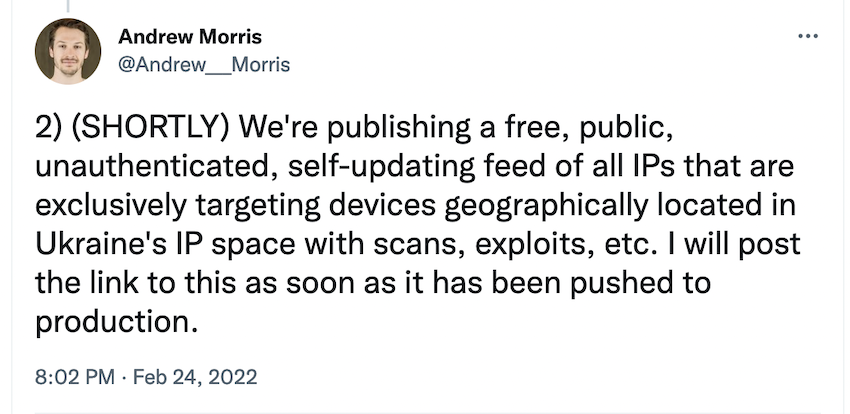 Andrew Morris
@Andrew__Morris
2) (SHORTLY) We're publishing a free, public,
unauthenticated, self-updating feed of all IPs that are
exclusively targeting devices geographically located in
Ukraine's IP space with scans, exploits, etc. I will post
the link to this as soon as it has been pushed to
production.
8:02 PM · Feb 24, 2022